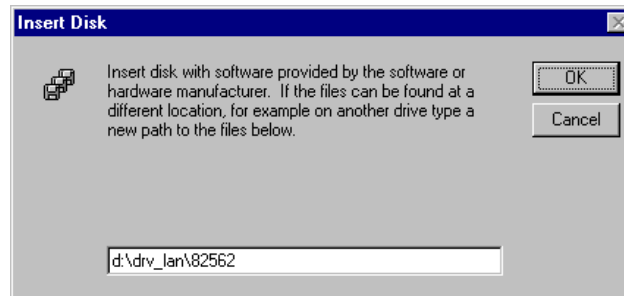 Insert Disk
Insert disk with software provided by the software or
hardware manufacturer. If the files can be found at a
different location, for example on another drive type a
new path to the files below.
OK
Cancel
d:\drv_lan\82562